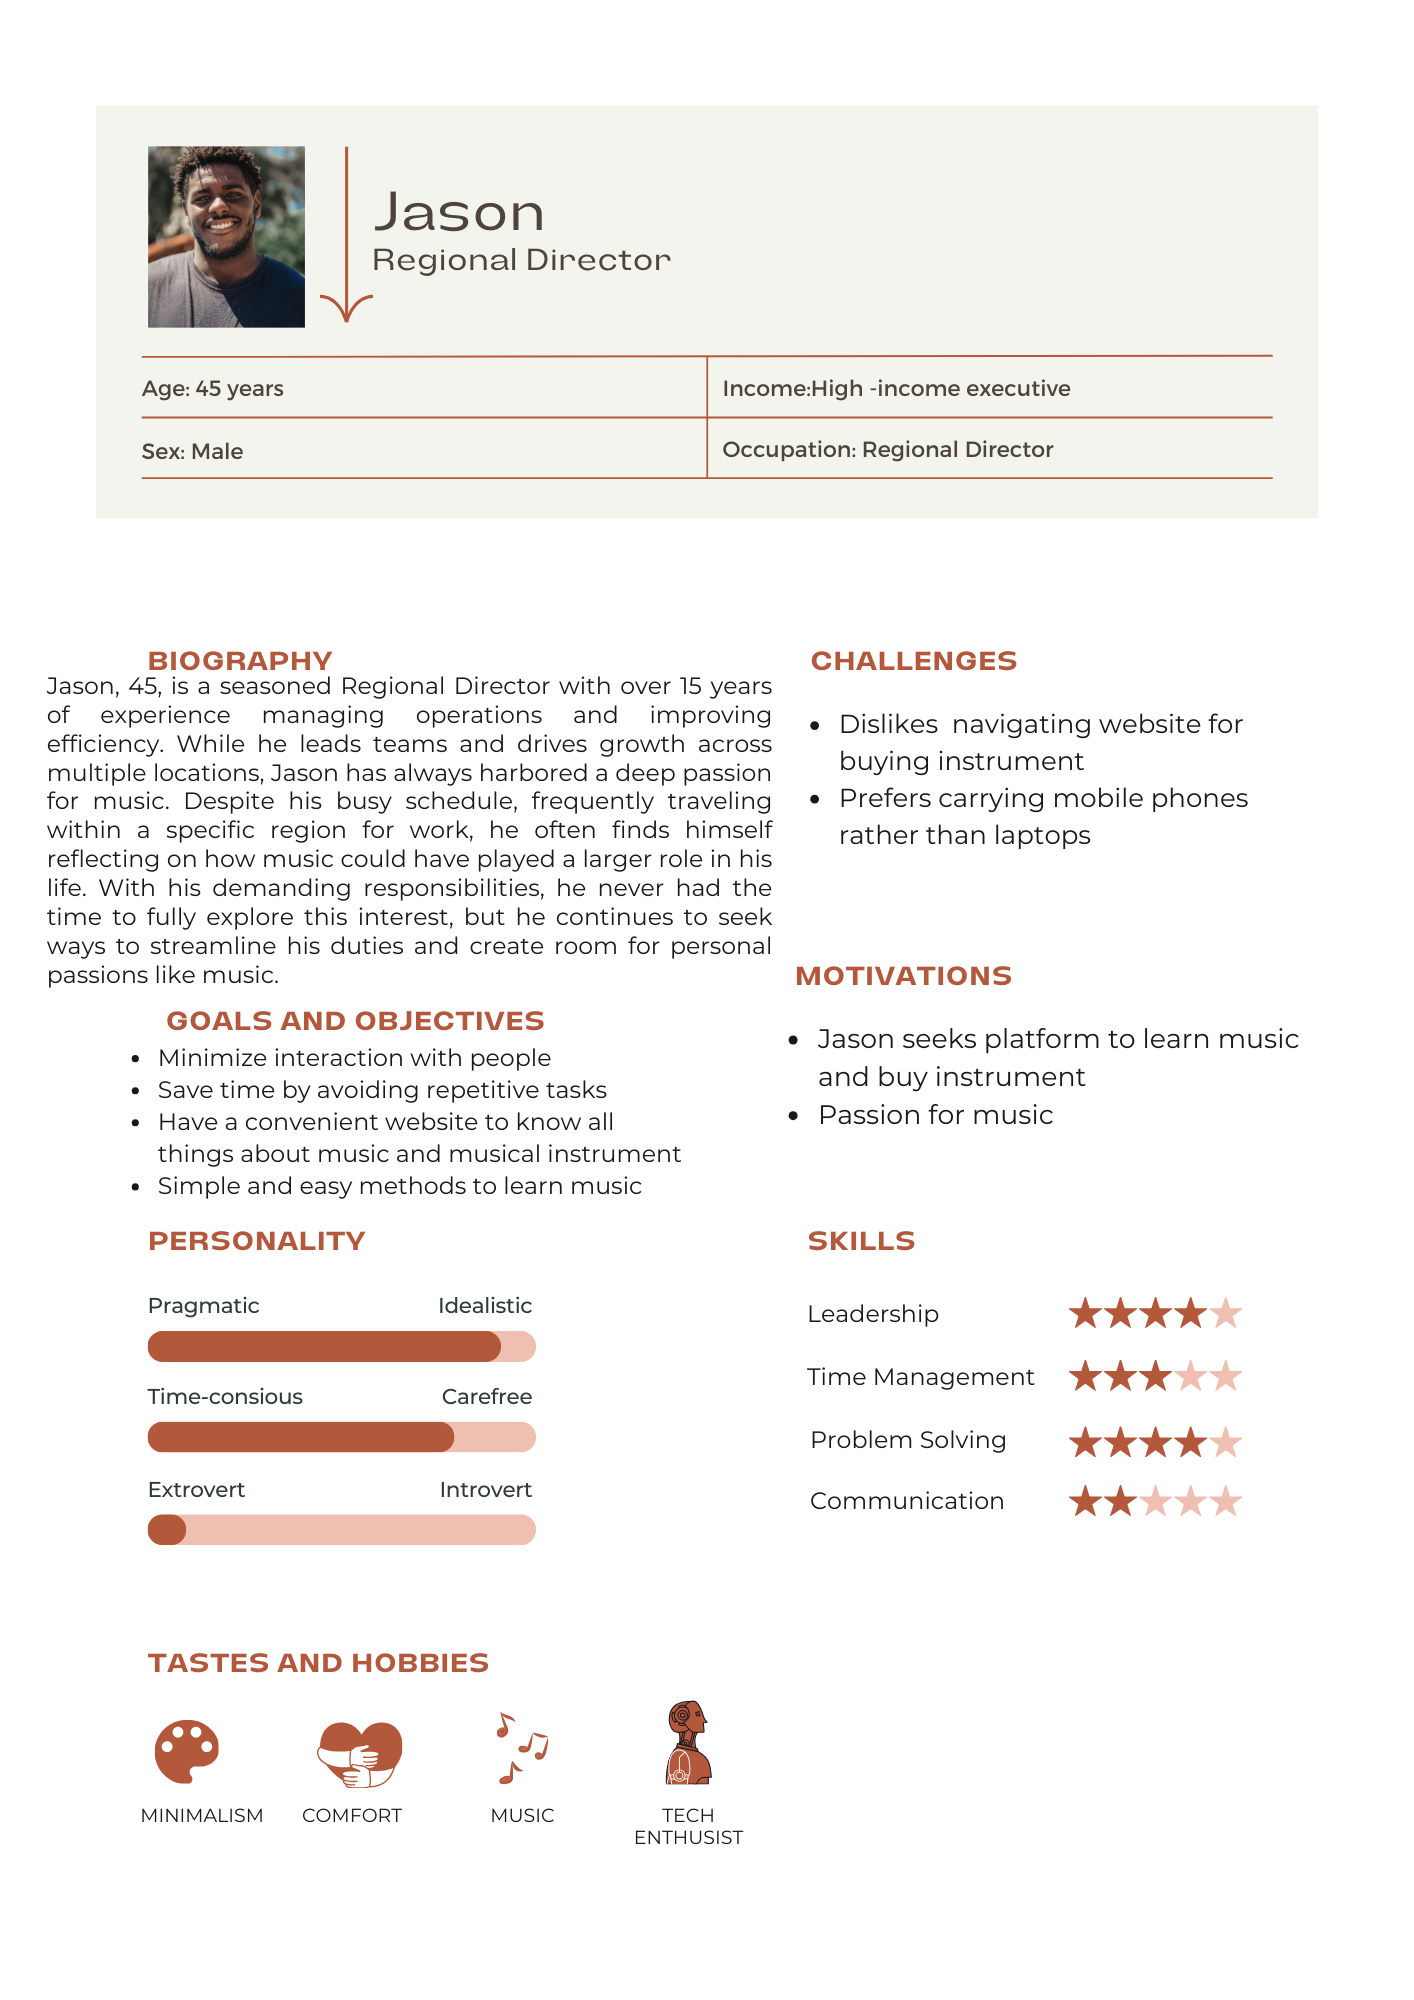 Jason
Regional Director
Age: 45 years
Income:High -income executive
Sex: Male
Occupation: Regional Director
BIOGRAPHY
Jason, 45, is a seasoned Regional Director with over 15 years
of experience managing operations and improving
efficiency. While he leads teams and drives growth across
multiple locations, Jason has always harbored a deep passion
for music. Despite his busy schedule, frequently traveling
within a specific region for work, he often finds himself
reflecting on how music could have played a larger role in his
life. With his demanding responsibilities, he never had the
time to fully explore this interest, but he continues to seek
ways to streamline his duties and create room for personal
passions like music.
GOALS AND OBJECTIVES
• Minimize interaction with people
• Save time by avoiding repetitive tasks
• Have a convenient website to know all
things about music and musical instrument
• Simple and easy methods to learn music
CHALLENGES
• Dislikes  navigating website for
buying instrument
• Prefers carrying mobile phones
rather than laptops
MOTIVATIONS
• Jason seeks platform to learn music
and buy instrument
• Passion for music
PERSONALITY
Pragmatic Idealistic
Time-consious Carefree
Extrovert Introvert
SKILLS
Leadership
Time Management
Problem Solving
Communication
TASTES AND HOBBIES
MINIMALISM
COMFORT
MUSIC
TECH
ENTHUSIST